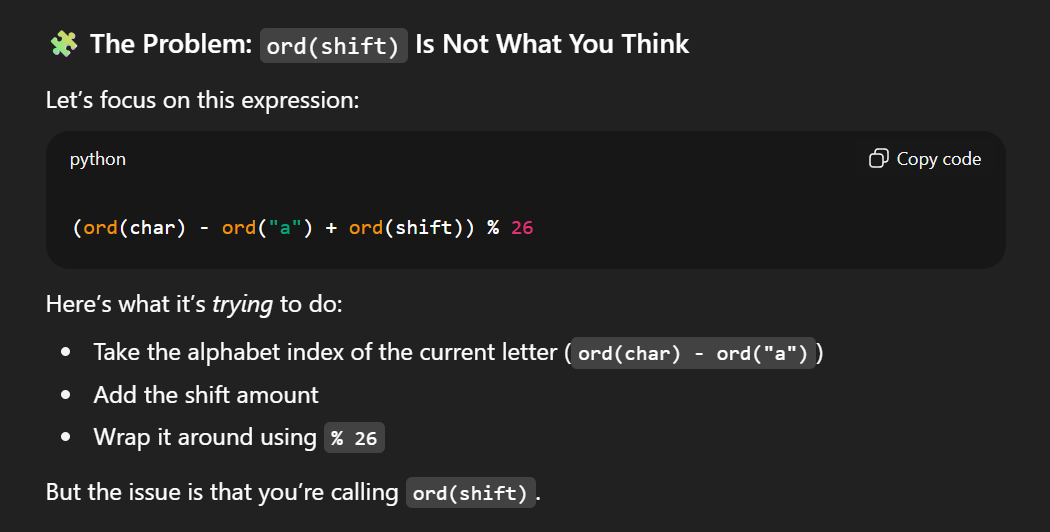 🧩 The Problem: ord(shift) Is Not What You Think
Let’s focus on this expression:
python
Copy code
(ord(char) - ord("a") + ord(shift)) % 26
Here’s what it’s trying to do:
• Take the alphabet index of the current letter (ord(char) - ord("a"))
• Add the shift amount
• Wrap it around using % 26
But the issue is that you’re calling ord(shift).